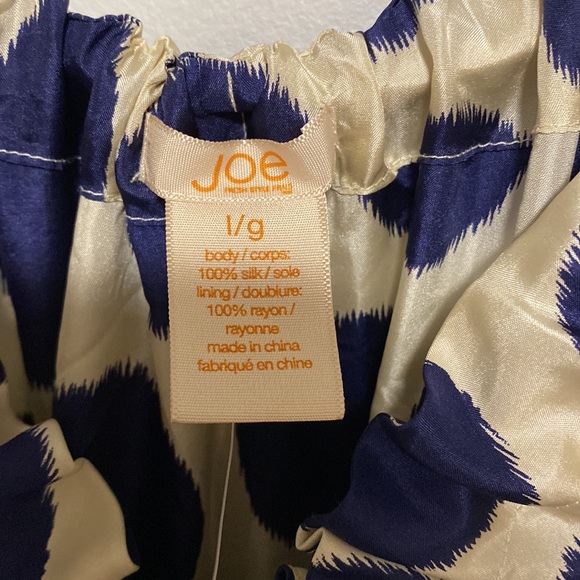 Joe
l/g
body / corps:
100% silk / soie
lining / doublure:
100% rayon /
rayonne
made in china
fabriqué en chine